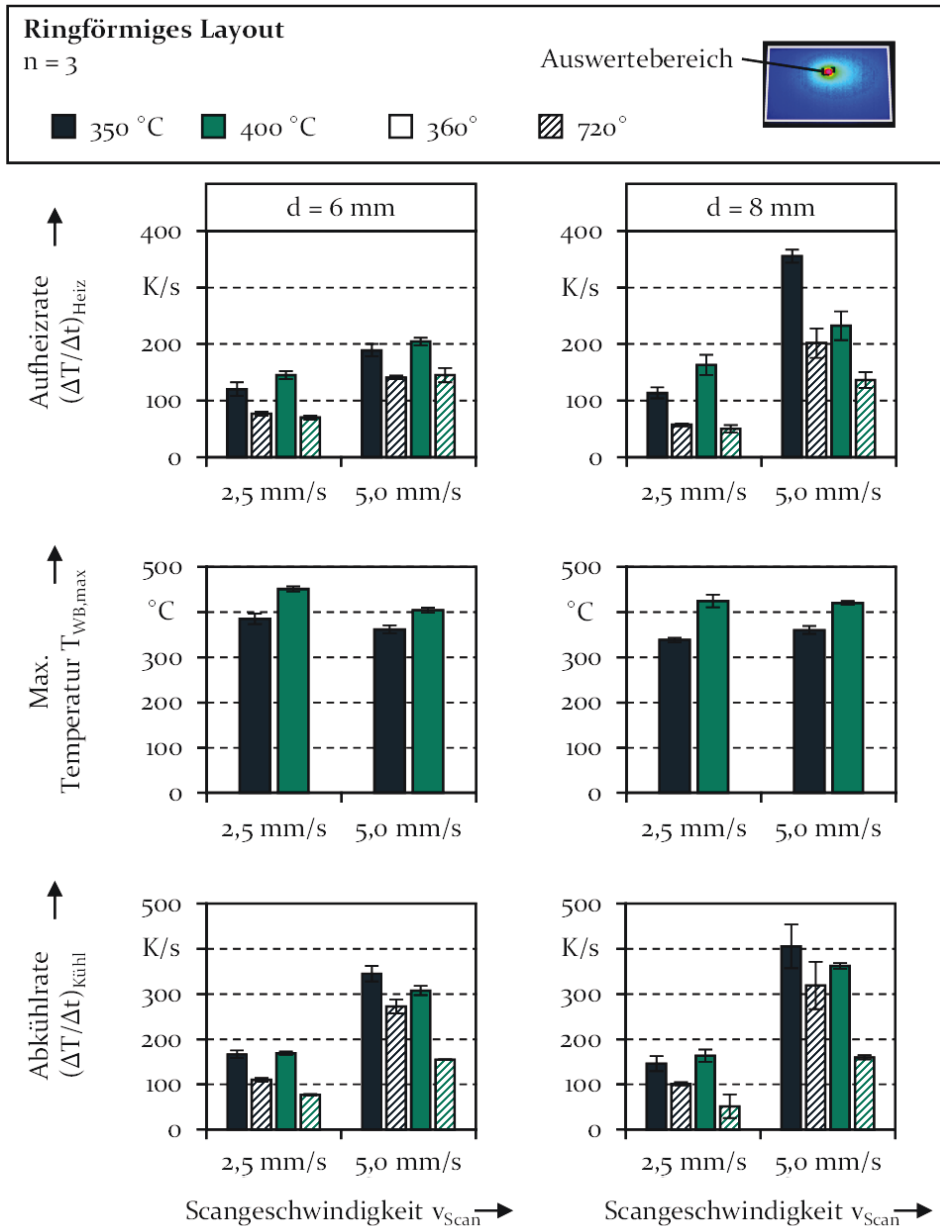 Ringförmiges Layout
n = 3
Auswertebereich
350 °C 400 °C 360° 720°
d = 6 mm d = 8 mm
Aufheizrate
(ΔT/Δt)Heiz
400
K/s
200
100
0
2,5 mm/s 5,0 mm/s
400
K/s
200
100
0
2,5 mm/s 5,0 mm/s
Max.
Temperatur TWB,max
500
°C
300
200
100
0
2,5 mm/s 5,0 mm/s
500
°C
300
200
100
0
2,5 mm/s 5,0 mm/s
Abkühlrate
(ΔT/Δt)Kühl
500
K/s
300
200
100
0
2,5 mm/s 5,0 mm/s
500
K/s
300
200
100
0
2,5 mm/s 5,0 mm/s
Scangeschwindigkeit vScan Scangeschwindigkeit vScan